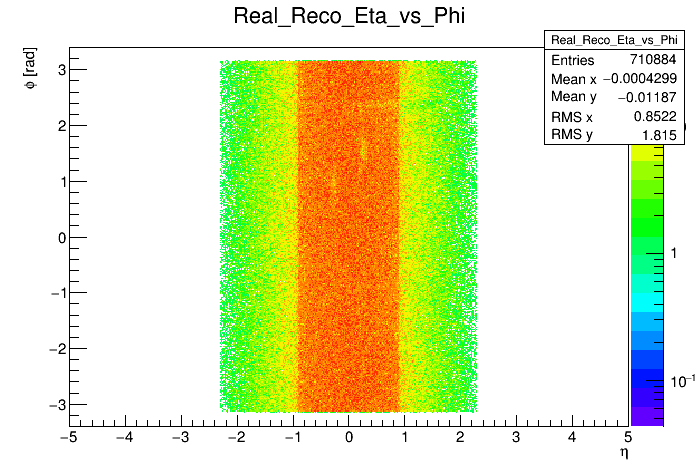 Real_Reco_Eta_vs_Phi
Real_Reco_Eta_vs_Phi
Entries 710884
Mean x −0.0004299
Mean y −0.01187
RMS x 0.8522
RMS y 1.815
ϕ [rad]
3
2
1
0
−1
−2
−3
−5 −4 −3 −2 −1 0 1 2 3 4 5
η
1
10−1